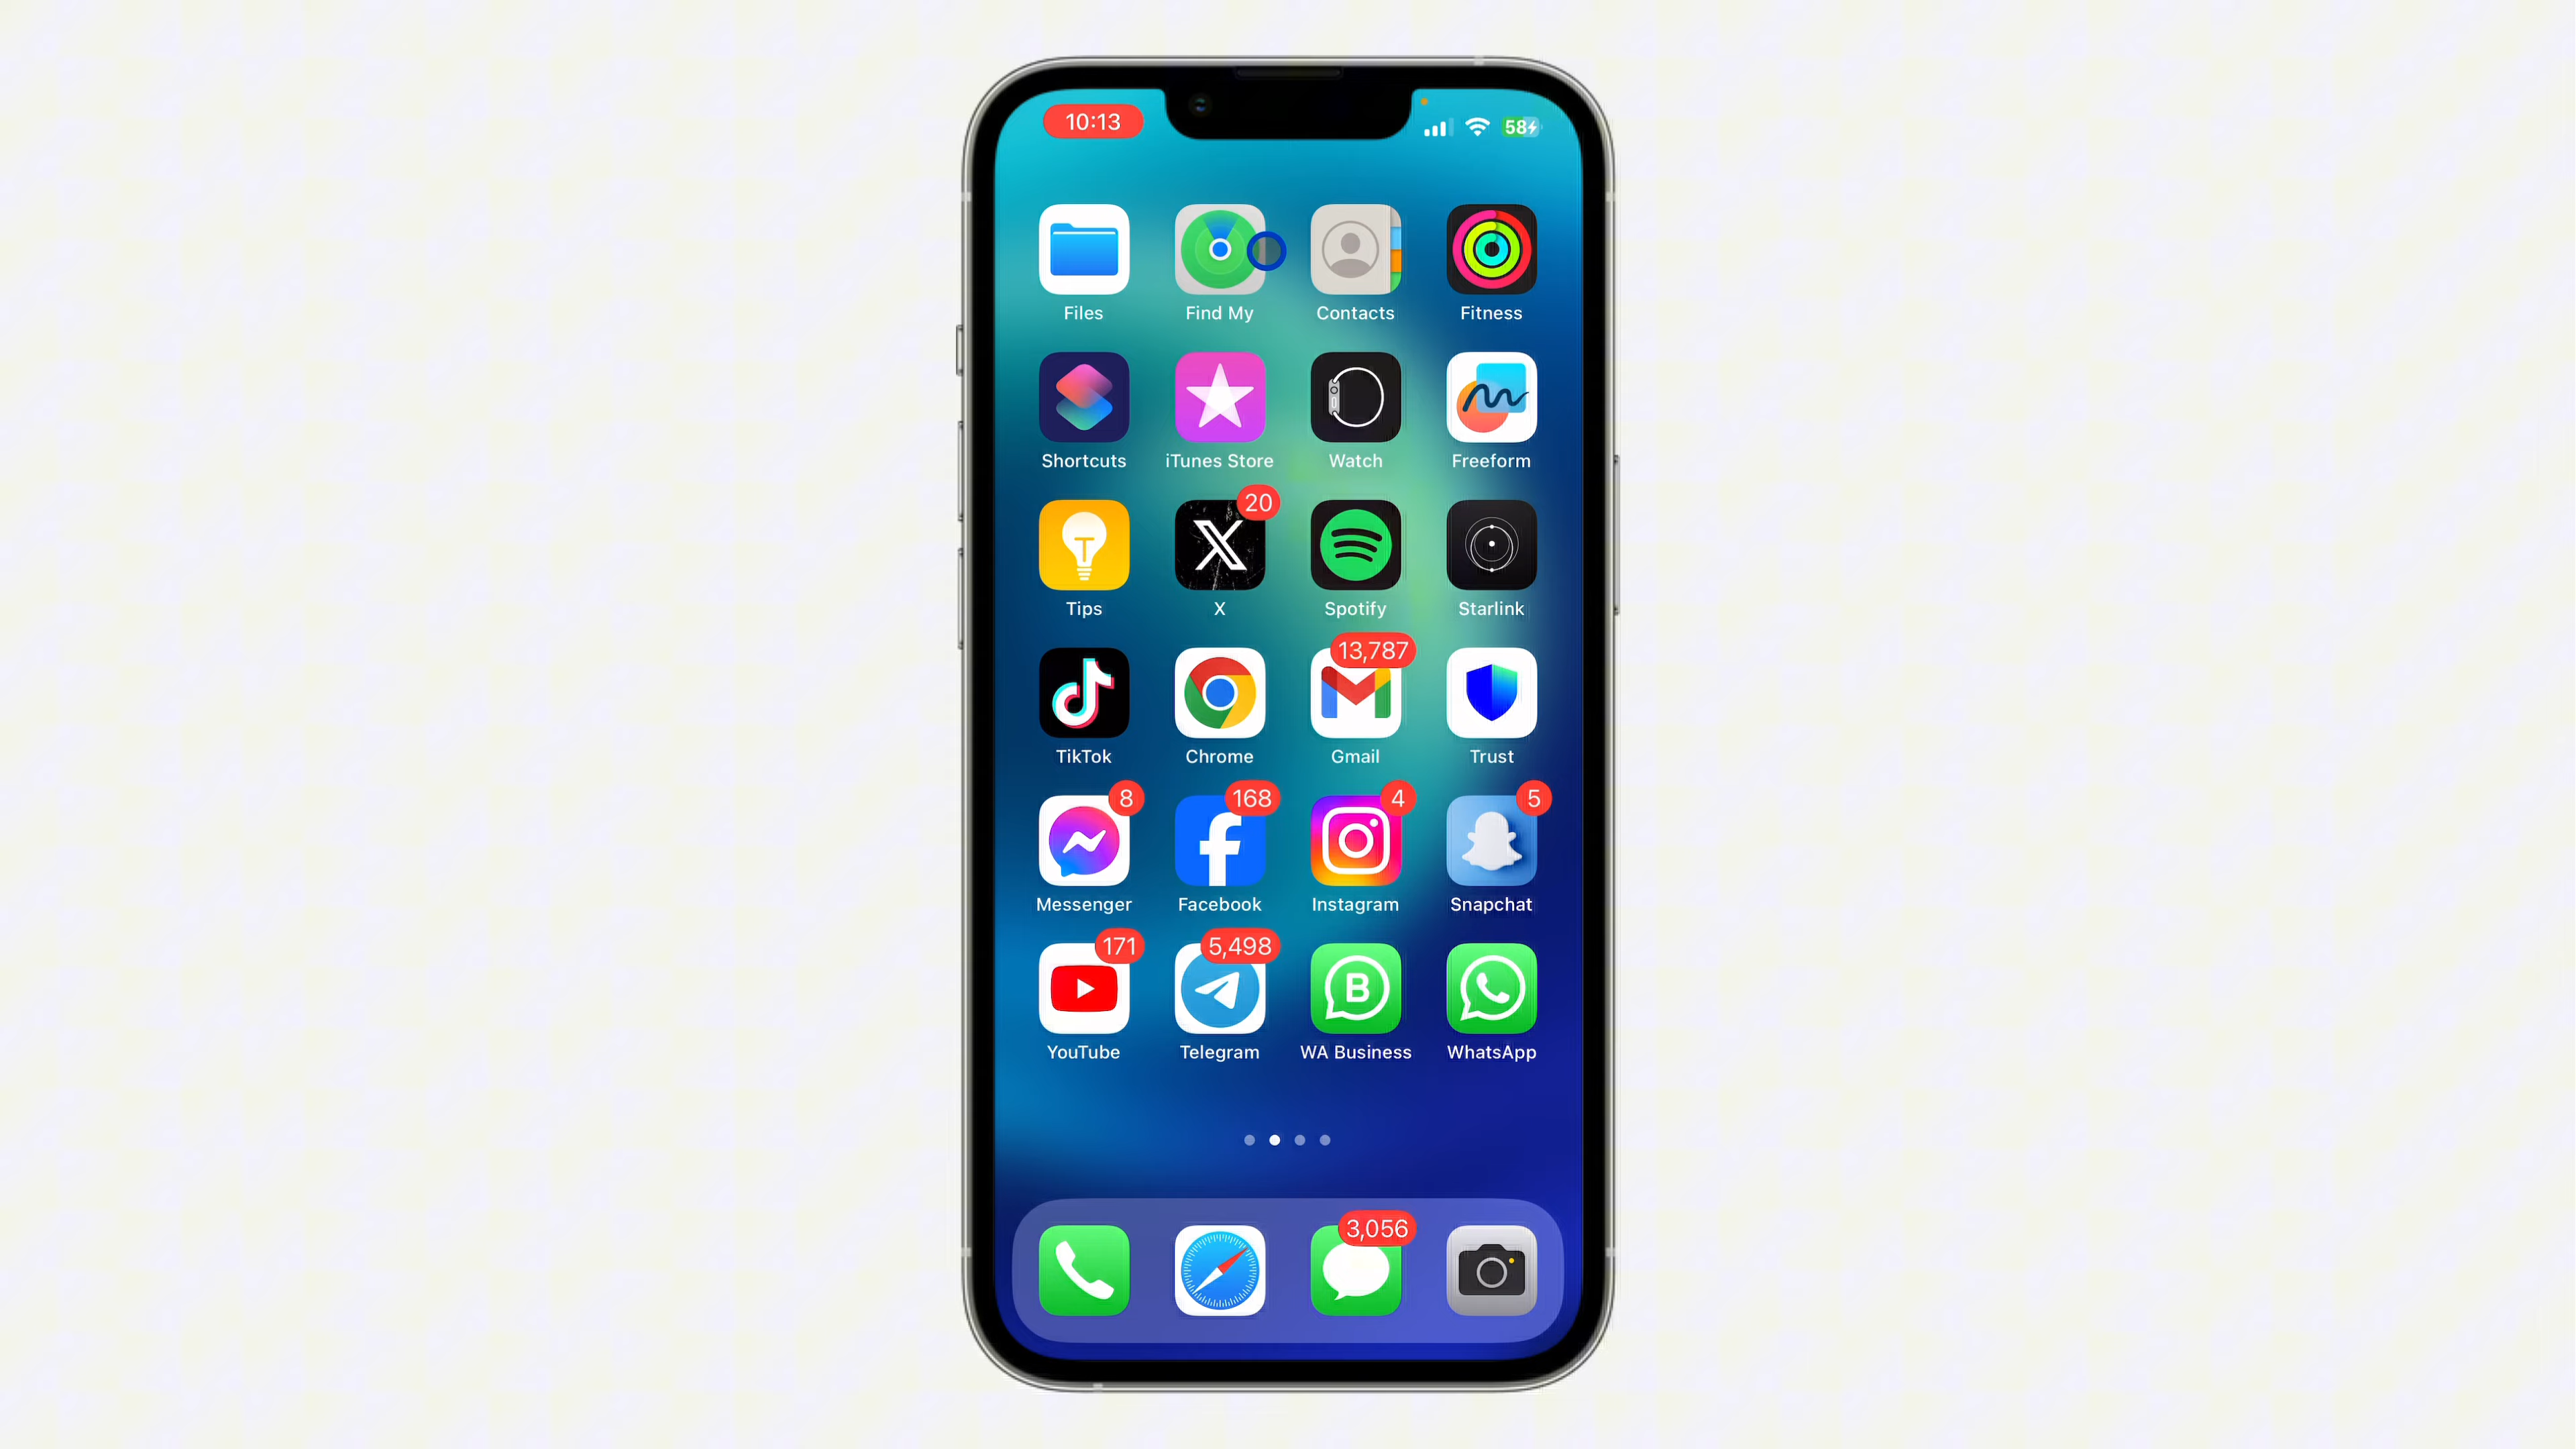 10:13
58
Files Find My Contacts Fitness
Shortcuts iTunes Store Watch Freeform
20
Tips X Spotify Starlink
13,787
TikTok Chrome Gmail Trust
8 168 4 5
Messenger Facebook Instagram Snapchat
171 5,498
B
YouTube Telegram WA Business WhatsApp
3,056